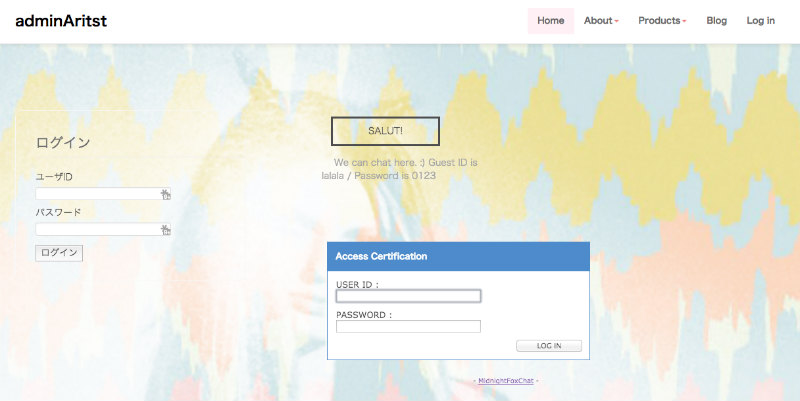 adminAritst
Home
About
Products
Blog
Log in
ログイン
ユーザID
パスワード
ログイン
SALUT!
We can chat here. :) Guest ID is
lalala / Password is 0123
Access Certification
USER ID :
PASSWORD :
LOG IN
- MidnightFoxChat -